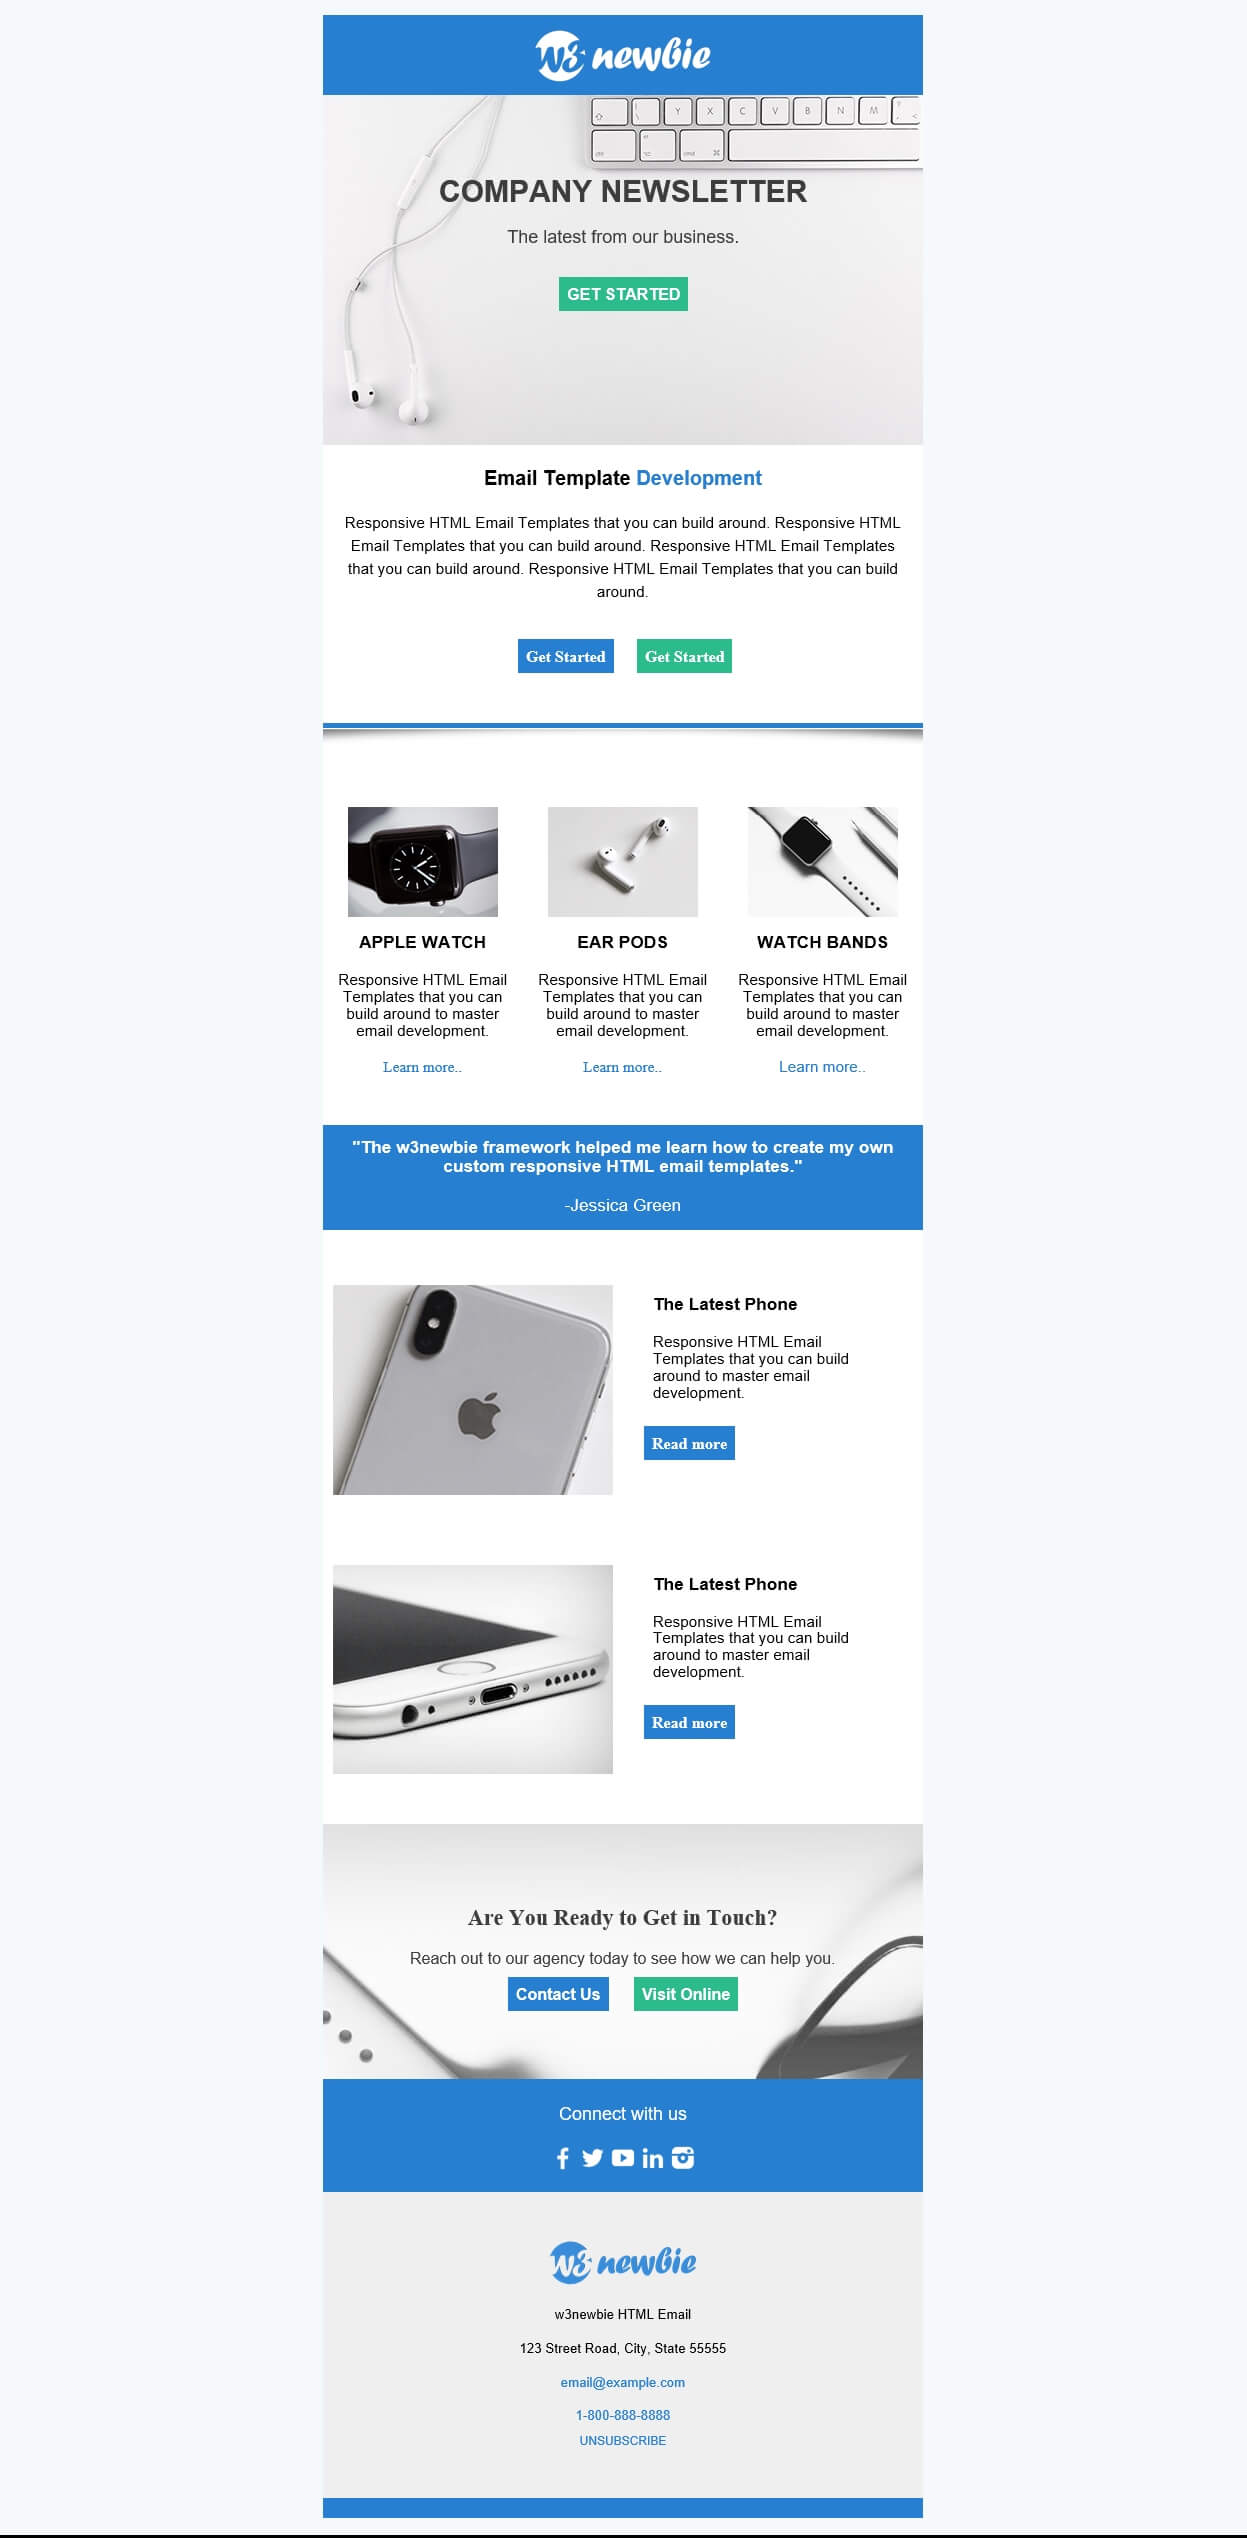 w3 newbie
Y X C V B N M ? <
cmd
COMPANY NEWSLETTER
The latest from our business.
GET STARTED
Email Template Development
Responsive HTML Email Templates that you can build around. Responsive HTML
Email Templates that you can build around. Responsive HTML Email Templates
that you can build around. Responsive HTML Email Templates that you can build
around.
Get Started Get Started
APPLE WATCH
Responsive HTML Email
Templates that you can
build around to master
email development.
Learn more..
EAR PODS
Responsive HTML Email
Templates that you can
build around to master
email development.
Learn more..
WATCH BANDS
Responsive HTML Email
Templates that you can
build around to master
email development.
Learn more..
"The w3newbie framework helped me learn how to create my own
custom responsive HTML email templates."
-Jessica Green
The Latest Phone
Responsive HTML Email
Templates that you can build
around to master email
development.
Read more
The Latest Phone
Responsive HTML Email
Templates that you can build
around to master email
development.
Read more
Are You Ready to Get in Touch?
Reach out to our agency today to see how we can help you.
Contact Us Visit Online
Connect with us
w3 newbie
w3newbie HTML Email
123 Street Road, City, State 55555
email@example.com
1-800-888-8888
UNSUBSCRIBE